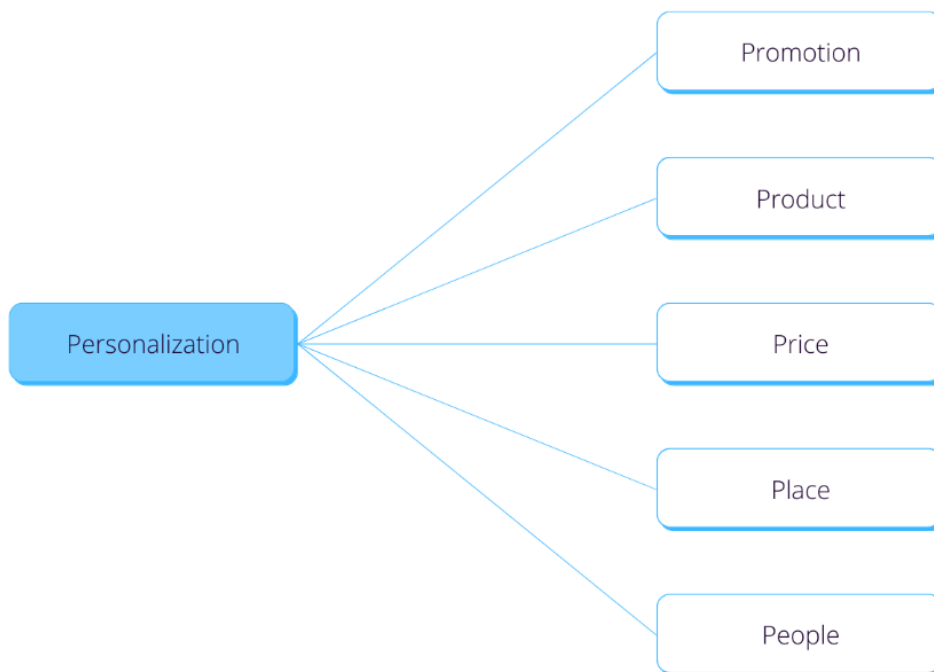 Promotion
Product
Personalization
Price
Place
People